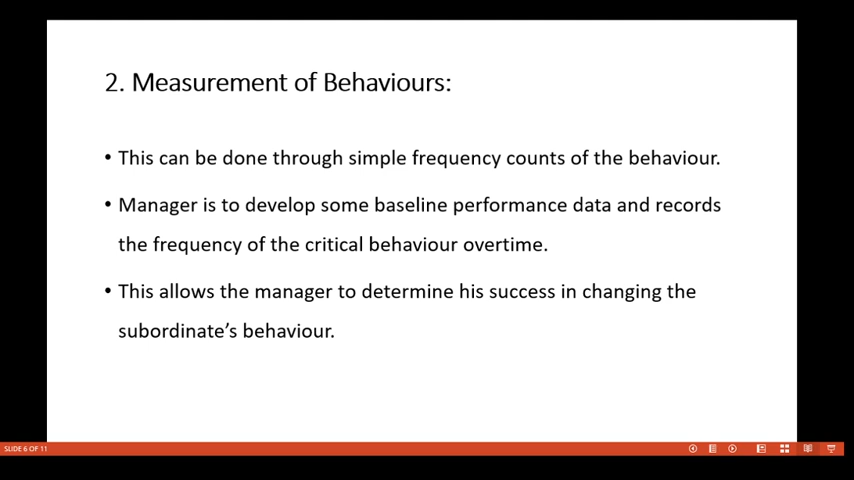 2. Measurement of Behaviours:
• This can be done through simple frequency counts of the behaviour.
• Manager is to develop some baseline performance data and records
the frequency of the critical behaviour overtime.
• This allows the manager to determine his success in changing the
subordinate's behaviour.
SLIDE 6 OF 11